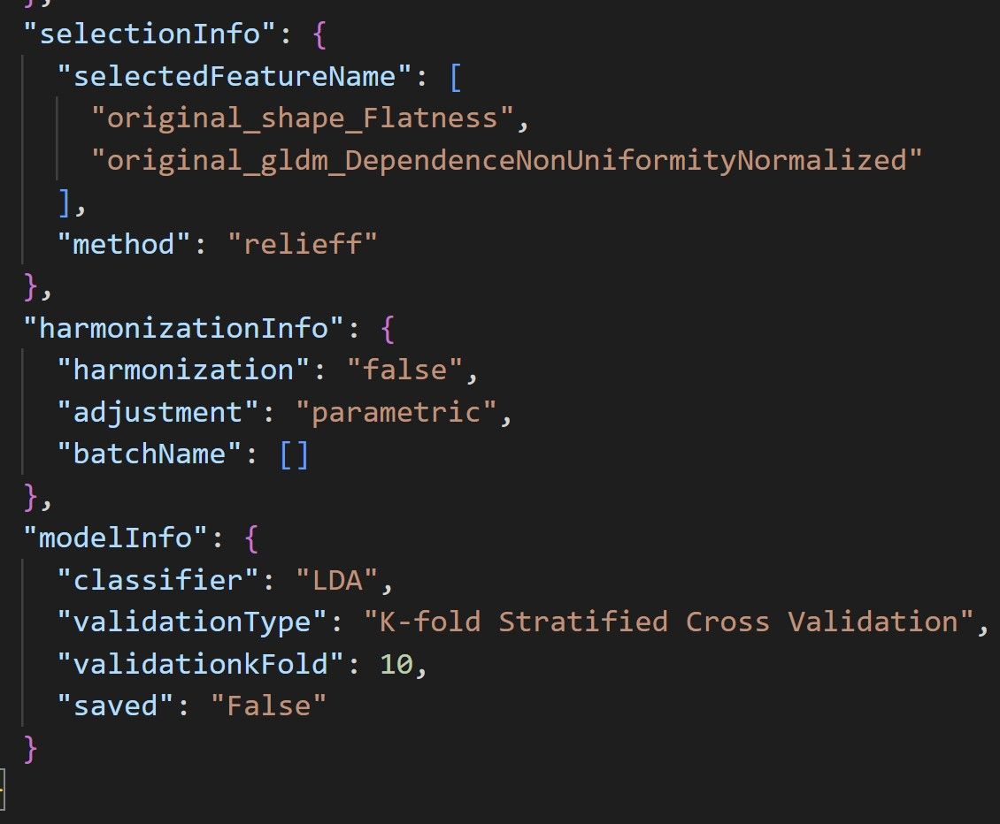 },
"selectionInfo": {
"selectedFeatureName": [
"original_shape_Flatness",
"original_gldm_DependenceNonUniformityNormalized"
],
"method": "relieff"
},
"harmonizationInfo": {
"harmonization": "false",
"adjustment": "parametric",
"batchName": []
},
"modelInfo": {
"classifier": "LDA",
"validationType": "K-fold Stratified Cross Validation",
"validationkFold": 10,
"saved": "False"
}